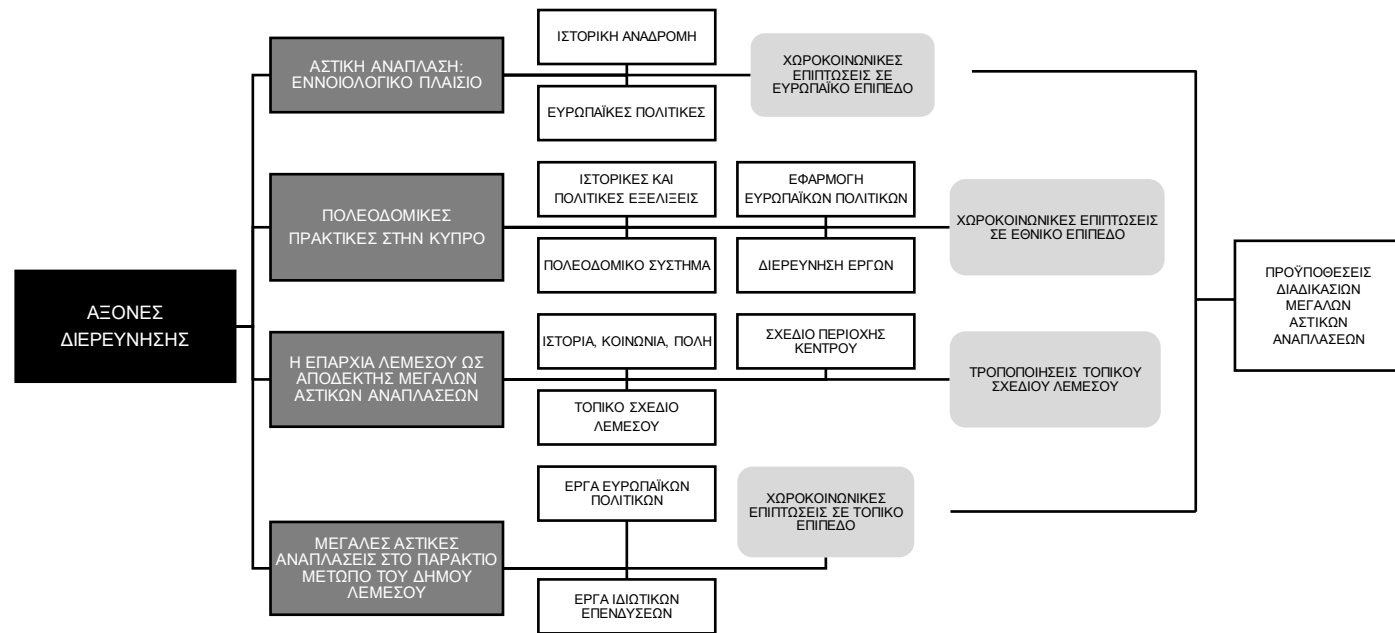 ΑΞΟΝΕΣ
ΔΙΕΡΕΥΝΗΣΗΣ
ΑΣΤΙΚΗ ΑΝΑΠΛΑΣΗ:
ΕΝΝΟΙΟΛΟΓΙΚΟ ΠΛΑΙΣΙΟ
ΙΣΤΟΡΙΚΗ ΑΝΑΔΡΟΜΗ
ΕΥΡΩΠΑΪΚΕΣ ΠΟΛΙΤΙΚΕΣ
ΧΩΡΟΚΟΙΝΩΝΙΚΕΣ
ΕΠΙΠΤΩΣΕΙΣ ΣΕ
ΕΥΡΩΠΑΪΚΟ ΕΠΙΠΕΔΟ
ΠΟΛΕΟΔΟΜΙΚΕΣ
ΠΡΑΚΤΙΚΕΣ ΣΤΗΝ ΚΥΠΡΟ
ΙΣΤΟΡΙΚΕΣ ΚΑΙ
ΠΟΛΙΤΙΚΕΣ ΕΞΕΛΙΞΕΙΣ
ΠΟΛΕΟΔΟΜΙΚΟ ΣΥΣΤΗΜΑ
ΕΦΑΡΜΟΓΗ
ΕΥΡΩΠΑΪΚΩΝ ΠΟΛΙΤΙΚΩΝ
ΔΙΕΡΕΥΝΗΣΗ ΕΡΓΩΝ
ΧΩΡΟΚΟΙΝΩΝΙΚΕΣ ΕΠΙΠΤΩΣΕΙΣ
ΣΕ ΕΘΝΙΚΟ ΕΠΙΠΕΔΟ
Η ΕΠΑΡΧΙΑ ΛΕΜΕΣΟΥ ΩΣ
ΑΠΟΔΕΚΤΗΣ ΜΕΓΑΛΩΝ
ΑΣΤΙΚΩΝ ΑΝΑΠΛΑΣΕΩΝ
ΙΣΤΟΡΙΑ, ΚΟΙΝΩΝΙΑ, ΠΟΛΗ
ΤΟΠΙΚΟ ΣΧΕΔΙΟ
ΛΕΜΕΣΟΥ
ΣΧΕΔΙΟ ΠΕΡΙΟΧΗΣ
ΚΕΝΤΡΟΥ
ΤΡΟΠΟΠΟΙΗΣΕΙΣ ΤΟΠΙΚΟΥ
ΣΧΕΔΙΟΥ ΛΕΜΕΣΟΥ
ΜΕΓΑΛΕΣ ΑΣΤΙΚΕΣ
ΑΝΑΠΛΑΣΕΙΣ ΣΤΟ ΠΑΡΑΚΤΙΟ
ΜΕΤΩΠΟ ΤΟΥ ΔΗΜΟΥ
ΛΕΜΕΣΟΥ
ΕΡΓΑ ΕΥΡΩΠΑΪΚΩΝ
ΠΟΛΙΤΙΚΩΝ
ΕΡΓΑ ΙΔΙΩΤΙΚΩΝ
ΕΠΕΝΔΥΣΕΩΝ
ΧΩΡΟΚΟΙΝΩΝΙΚΕΣ
ΕΠΙΠΤΩΣΕΙΣ ΣΕ ΤΟΠΙΚΟ
ΕΠΙΠΕΔΟ
ΠΡΟΫΠΟΘΕΣΕΙΣ
ΔΙΑΔΙΚΑΣΙΩΝ
ΜΕΓΑΛΩΝ
ΑΣΤΙΚΩΝ
ΑΝΑΠΛΑΣΕΩΝ